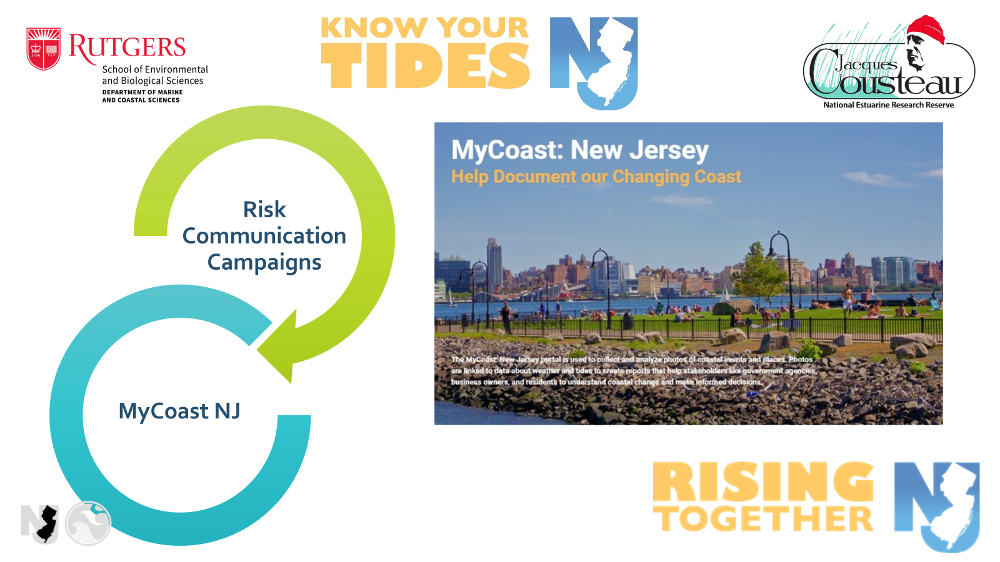 RUTGERS
1766
School of Environmental
and Biological Sciences
DEPARTMENT OF MARINE
AND COASTAL SCIENCES
KNOW YOUR
TIDES
NJ
Jacques
Cousteau
National Estuarine Research Reserve
Risk
Communication
Campaigns
MyCoast NJ
MyCoast: New Jersey
Help Document our Changing Coast
The MyCoast: New Jersey portal is used to collect and analyze photos of coastal events and places. Photos
are linked to data about weather and tides to create reports that help stakeholders like government agencies,
business owners, and residents to understand coastal change and make informed decisions.
RISING
TOGETHER
NJ
NJ